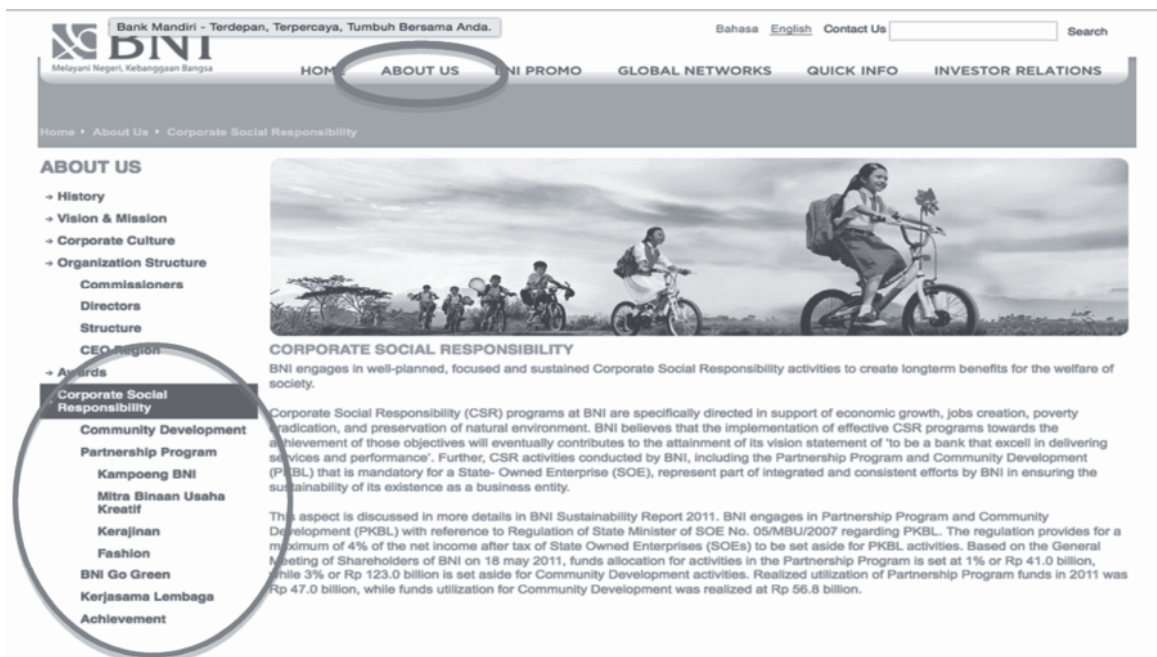 Bank Mandiri - Terdepan, Terpercaya, Tumbuh Bersama Anda.
BNI
Melayani Negeri, Kebanggaan Bangsa
Bahasa English Contact Us Search
HOME ABOUT US BNI PROMO GLOBAL NETWORKS QUICK INFO INVESTOR RELATIONS
Home • About Us • Corporate Social Responsibility
ABOUT US
→ History
→ Vision & Mission
→ Corporate Culture
→ Organization Structure
Commissioners
Directors
Structure
CEO Region
→ Awards
Corporate Social
Responsibility
Community Development
Partnership Program
Kampoeng BNI
Mitra Binaan Usaha
Kreatif
Kerajinan
Fashion
BNI Go Green
Kerjasama Lembaga
Achievement
CORPORATE SOCIAL RESPONSIBILITY
BNI engages in well-planned, focused and sustained Corporate Social Responsibility activities to create longterm benefits for the welfare of
society.
Corporate Social Responsibility (CSR) programs at BNI are specifically directed in support of economic growth, jobs creation, poverty
eradication, and preservation of natural environment. BNI believes that the implementation of effective CSR programs towards the
achievement of those objectives will eventually contributes to the attainment of its vision statement of 'to be a bank that excell in delivering
services and performance'. Further, CSR activities conducted by BNI, including the Partnership Program and Community Development
(PKBL) that is mandatory for a State- Owned Enterprise (SOE), represent part of integrated and consistent efforts by BNI in ensuring the
sustainability of its existence as a business entity.
This aspect is discussed in more details in BNI Sustainability Report 2011. BNI engages in Partnership Program and Community
Development (PKBL) with reference to Regulation of State Minister of SOE No. 05/MBU/2007 regarding PKBL. The regulation provides for a
maximum of 4% of the net income after tax of State Owned Enterprises (SOEs) to be set aside for PKBL activities. Based on the General
Meeting of Shareholders of BNI on 18 may 2011, funds allocation for activities in the Partnership Program is set at 1% or Rp 41.0 billion,
while 3% or Rp 123.0 billion is set aside for Community Development activities. Realized utilization of Partnership Program funds in 2011 was
Rp 47.0 billion, while funds utilization for Community Development was realized at Rp 56.8 billion.